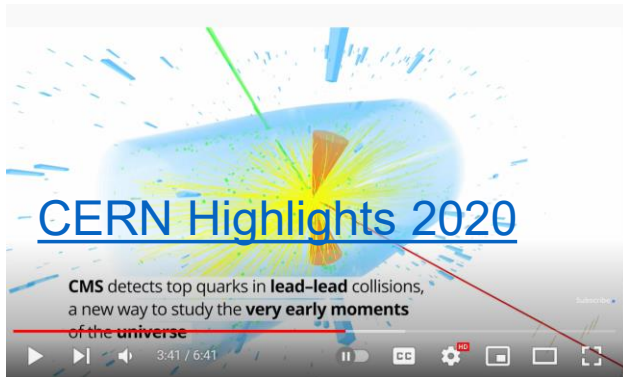 CERN Highlights 2020
CMS detects top quarks in lead–lead collisions,
a new way to study the very early moments
of the universe
Subscribe
3:41 / 6:41
CC
HD